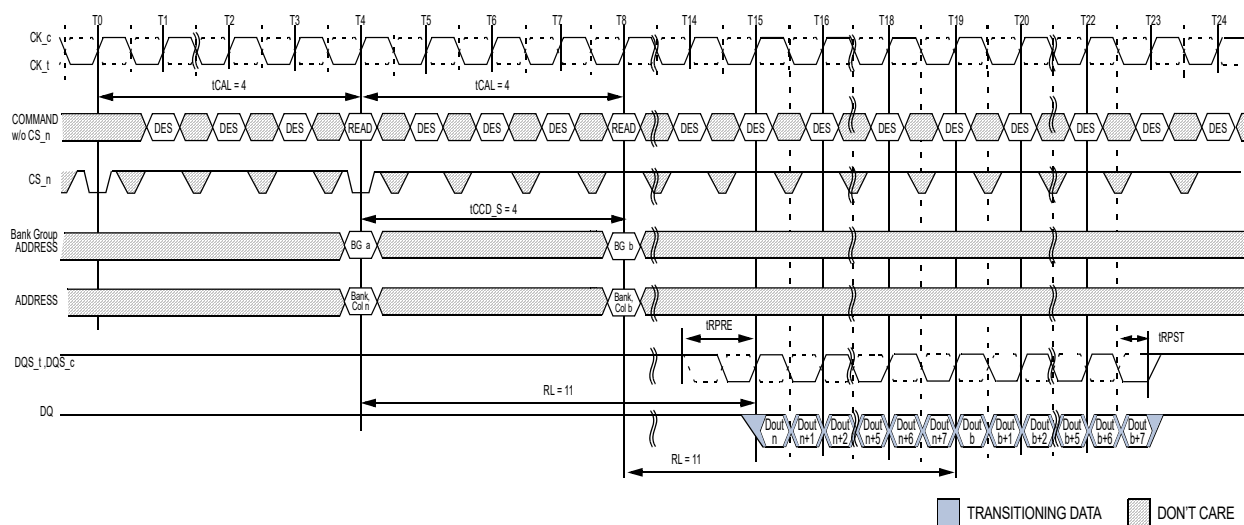 T0 T1 T2 T3 T4 T5 T6 T7 T8 T14 T15 T16 T18 T19 T20 T22 T23 T24
CK_c
CK_t
tCAL = 4 tCAL = 4
COMMAND
w/o CS_n
DES DES DES READ DES DES DES READ DES DES DES DES DES DES DES DES DES
CS_n
tCCD_S = 4
Bank Group
ADDRESS
BG a BG b
ADDRESS
Bank, Bank,
Col n Col b
tRPRE
tRPST
DQS_t ,DQS_c
RL = 11
DQ
Dout Dout Dout Dout Dout Dout Dout Dout Dout Dout Dout Dout
n n+1 n+2 n+5 n+6 n+7 b b+1 b+2 b+5 b+6 b+7
RL = 11
TRANSITIONING DATA DON'T CARE